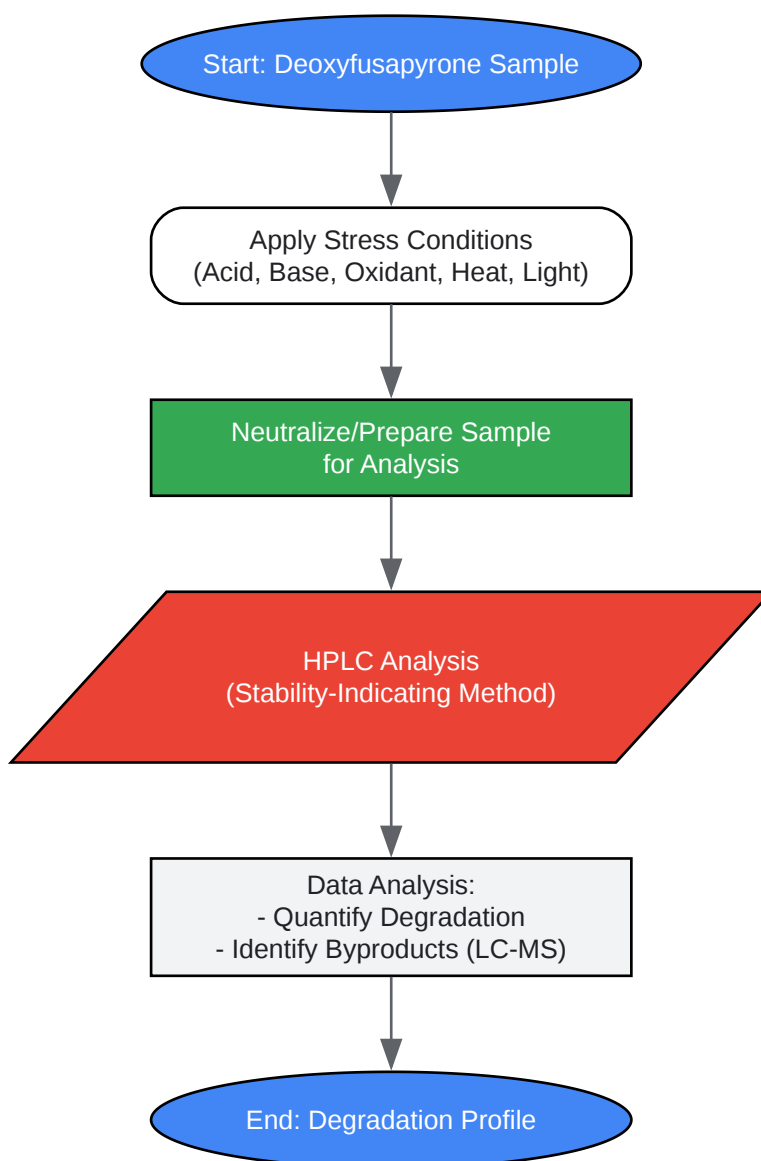 Start: Deoxyfusapyrone Sample
Apply Stress Conditions
(Acid, Base, Oxidant, Heat, Light)
Neutralize/Prepare Sample
for Analysis
HPLC Analysis
(Stability-Indicating Method)
Data Analysis:
- Quantify Degradation
- Identify Byproducts (LC-MS)
End: Degradation Profile